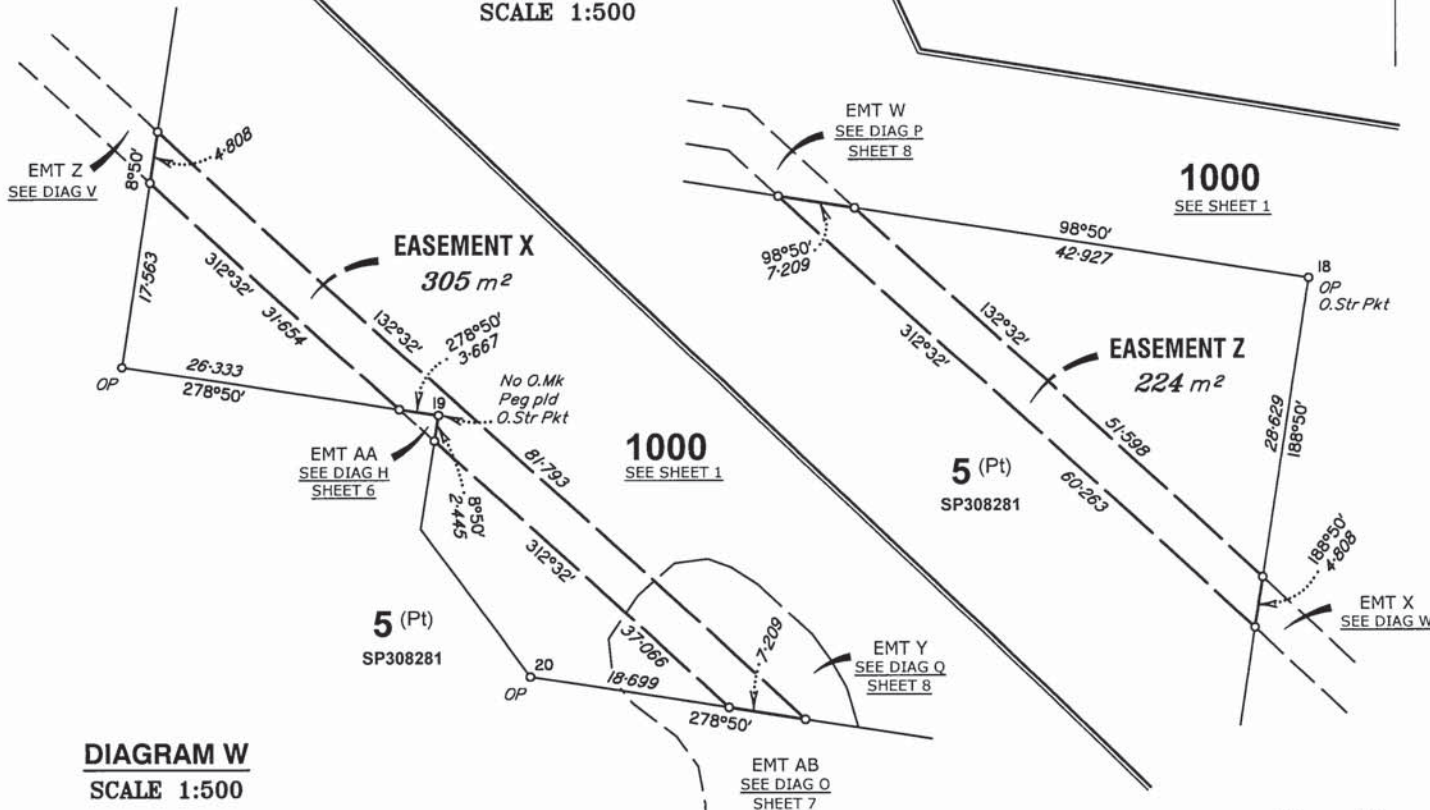 SCALE 1:500
EMT Z
SEE DIAG V
8°50'
4·808
17·563
312°32'
31·654
EASEMENT X
305 m²
132°32'
81·793
278°50'
3·667
No O.Mk
Peg pld
O.Str Pkt
19
OP
26·333
278°50'
EMT AA
SEE DIAG H
SHEET 6
8°50'
2·445
1000
SEE SHEET 1
312°32'
37·066
5 (Pt)
SP308281
20
OP
18·699
278°50'
7·209
EMT Y
SEE DIAG Q
SHEET 8
EMT AB
SEE DIAG O
SHEET 7
DIAGRAM W
SCALE 1:500
EMT W
SEE DIAG P
SHEET 8
1000
SEE SHEET 1
98°50'
7·209
98°50'
42·927
18
OP
O.Str Pkt
132°32'
51·598
312°32'
60·263
EASEMENT Z
224 m²
28·629
188°50'
5 (Pt)
SP308281
188°50'
4·808
EMT X
SEE DIAG W